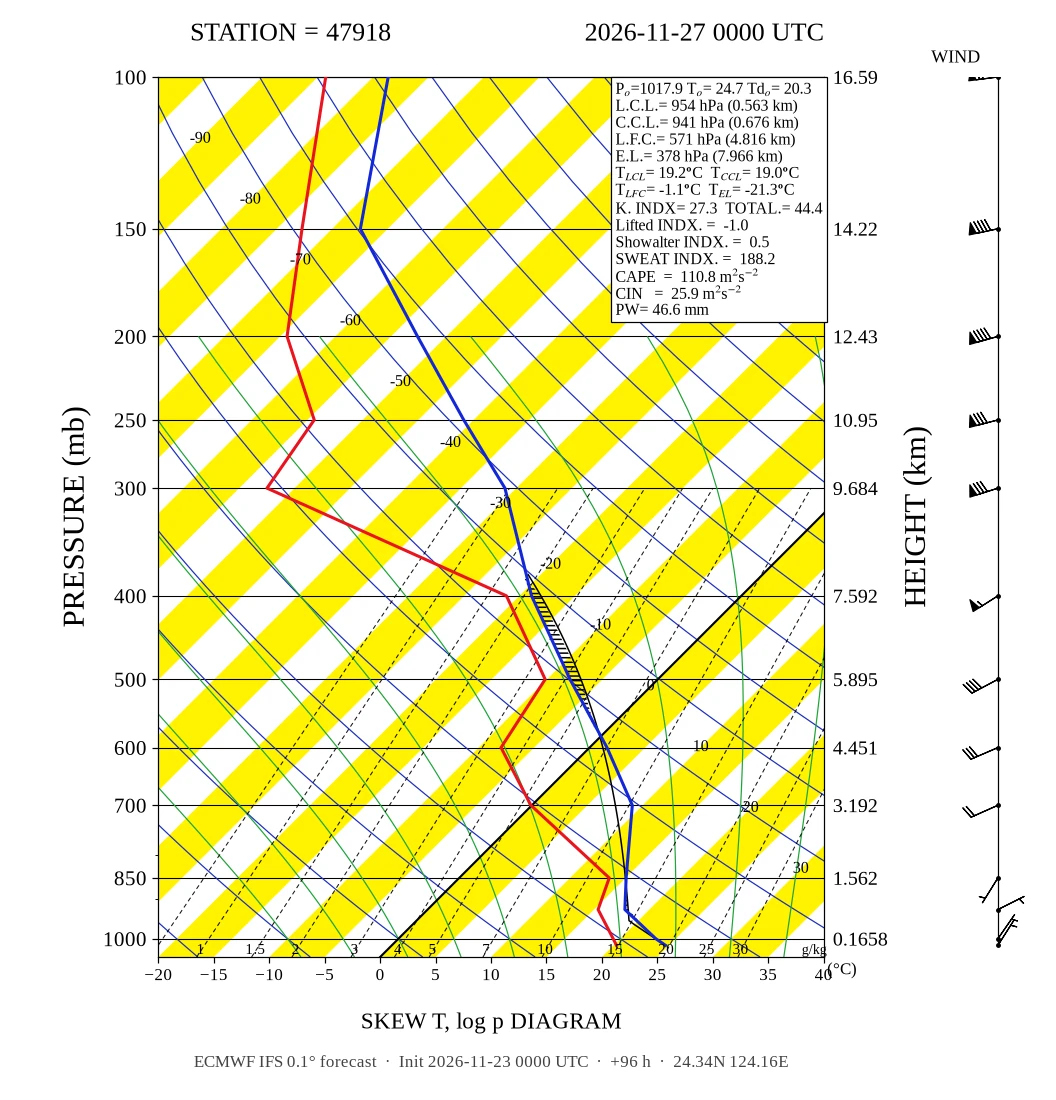 STATION = 47918
2026-11-27 0000 UTC
WIND
100
16.59
Pₒ=1017.9 Tₒ= 24.7 Tdₒ= 20.3
L.C.L.= 954 hPa (0.563 km)
C.C.L.= 941 hPa (0.676 km)
L.F.C.= 571 hPa (4.816 km)
E.L.= 378 hPa (7.966 km)
T_LCL= 19.2°C T_CCL= 19.0°C
T_LFC= -1.1°C T_EL= -21.3°C
K. INDX= 27.3 TOTAL.= 44.4
Lifted INDX. = -1.0
Showalter INDX. = 0.5
SWEAT INDX. = 188.2
CAPE = 110.8 m²s⁻²
CIN = 25.9 m²s⁻²
PW= 46.6 mm
-90
-80
150
14.22
-70
-60
200
12.43
-50
250
10.95
-40
300
9.684
-30
-20
400
7.592
-10
500
5.895
0
600
4.451
10
700
3.192
20
850
1.562
30
1000
0.1658
PRESSURE (mb)
HEIGHT (km)
1 1.5 2 3 4 5 7 10 15 20 25 30 g/kg
−20 −15 −10 −5 0 5 10 15 20 25 30 35 40 (°C)
SKEW T, log p DIAGRAM
ECMWF IFS 0.1° forecast · Init 2026-11-23 0000 UTC · +96 h · 24.34N 124.16E